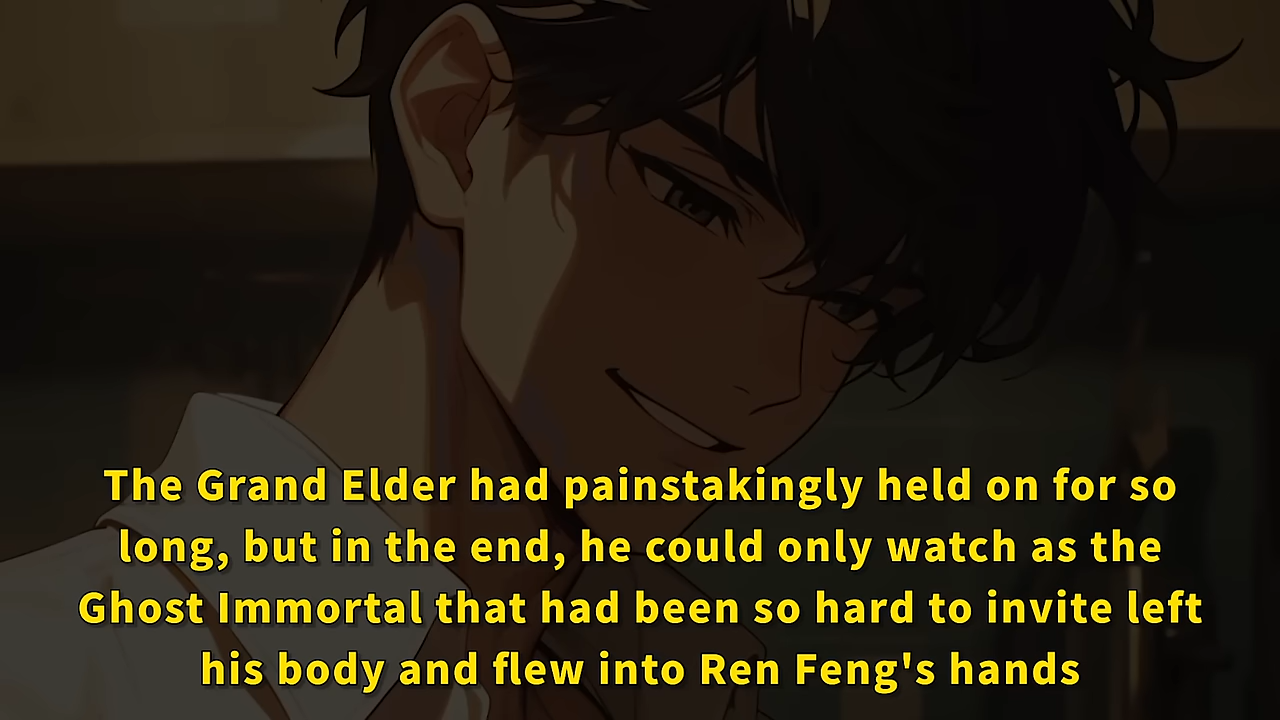 The Grand Elder had painstakingly held on for so
long, but in the end, he could only watch as the
Ghost Immortal that had been so hard to invite left
his body and flew into Ren Feng's hands